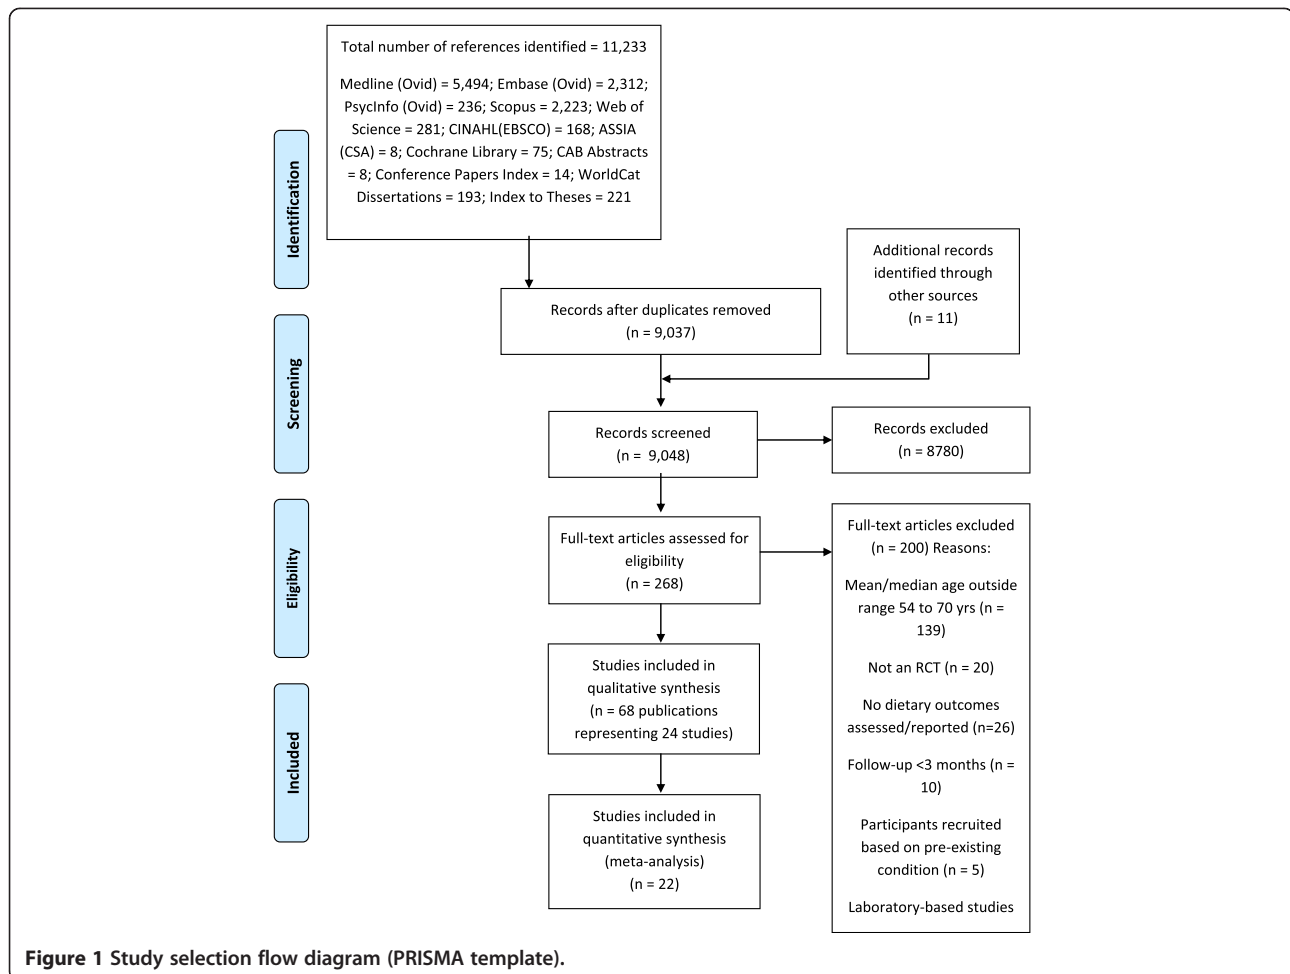 Total number of references identified = 11,233
Medline (Ovid) = 5,494; Embase (Ovid) = 2,312;
PsycInfo (Ovid) = 236; Scopus = 2,223; Web of
Science = 281; CINAHL(EBSCO) = 168; ASSIA
(CSA) = 8; Cochrane Library = 75; CAB Abstracts
= 8; Conference Papers Index = 14; WorldCat
Dissertations = 193; Index to Theses = 221
Identification
Additional records
identified through
other sources
(n = 11)
Records after duplicates removed
(n = 9,037)
Screening
Records screened
(n = 9,048)
Records excluded
(n = 8780)
Eligibility
Full-text articles assessed for
eligibility
(n = 268)
Full-text articles excluded
(n = 200) Reasons:
Mean/median age outside
range 54 to 70 yrs (n =
139)
Not an RCT (n = 20)
No dietary outcomes
assessed/reported (n=26)
Follow-up <3 months (n =
10)
Participants recruited
based on pre-existing
condition (n = 5)
Laboratory-based studies
Included
Studies included in
qualitative synthesis
(n = 68 publications
representing 24 studies)
Studies included in
quantitative synthesis
(meta-analysis)
(n = 22)
Figure 1 Study selection flow diagram (PRISMA template).